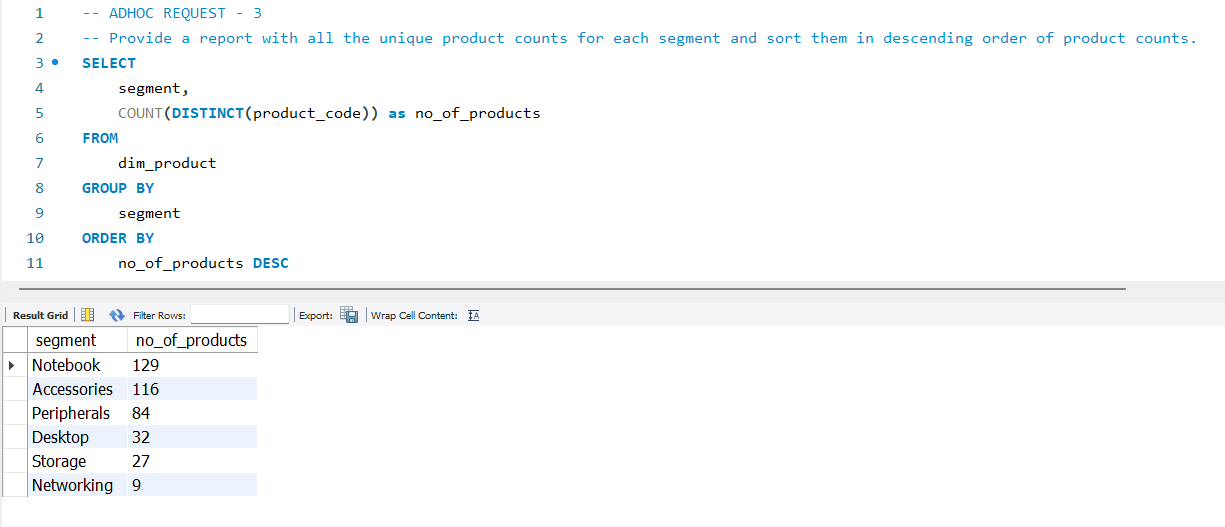 1 -- ADHOC REQUEST - 3
2 -- Provide a report with all the unique product counts for each segment and sort them in descending order of product counts.
3 SELECT
4 segment,
5 COUNT(DISTINCT(product_code)) as no_of_products
6 FROM
7 dim_product
8 GROUP BY
9 segment
10 ORDER BY
11 no_of_products DESC
Result Grid Filter Rows: Export: Wrap Cell Content: IA
segment no_of_products
Notebook 129
Accessories 116
Peripherals 84
Desktop 32
Storage 27
Networking 9